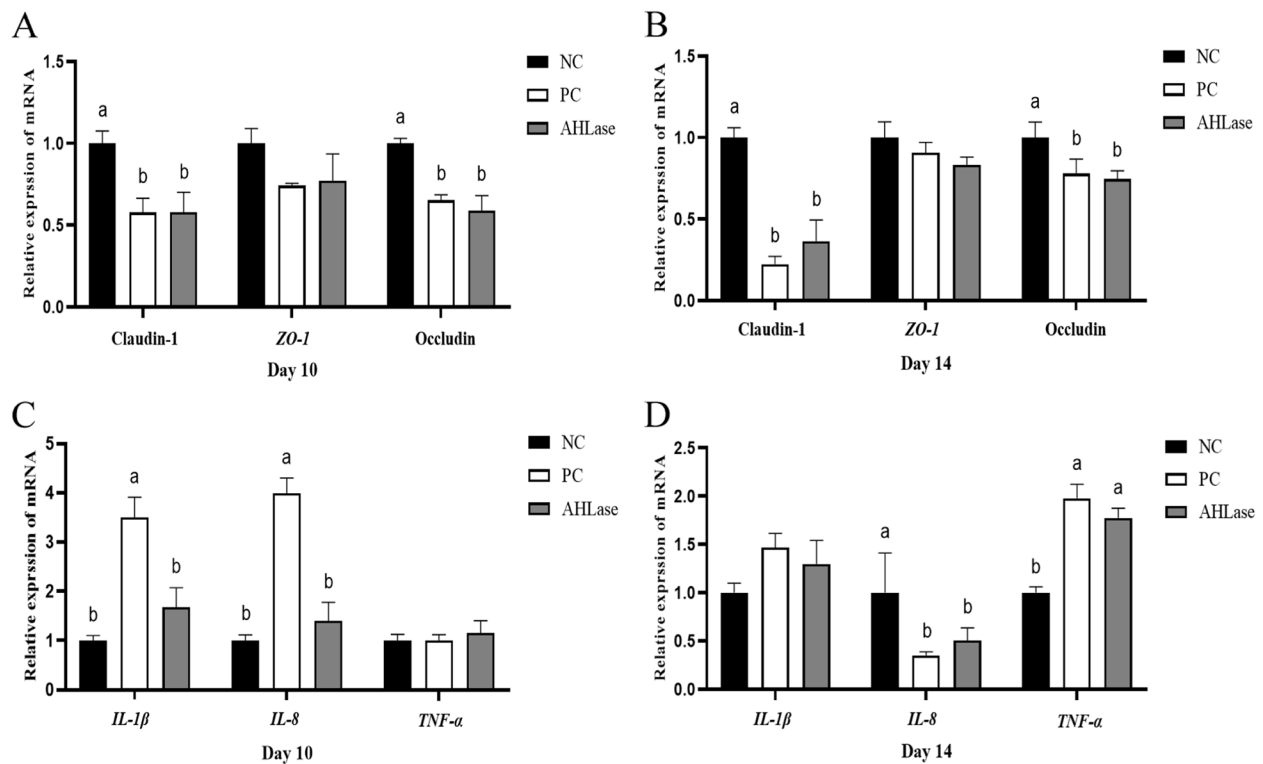 A
Relative exprssion of mRNA
1.5
1.0
0.5
0.0
a
b
b
a
b
b
Claudin-1
ZO-1
Occludin
Day 10
NC
PC
AHLase
B
Relative exprssion of mRNA
1.5
1.0
0.5
0.0
a
b
b
a
b
b
Claudin-1
ZO-1
Occludin
Day 14
NC
PC
AHLase
C
Relative exprssion of mRNA
5
4
3
2
1
0
b
a
b
b
a
b
IL-1β
IL-8
TNF-α
Day 10
NC
PC
AHLase
D
Relative exprssion of mRNA
2.5
2.0
1.5
1.0
0.5
0.0
a
b
b
b
a
a
IL-1β
IL-8
TNF-α
Day 14
NC
PC
AHLase